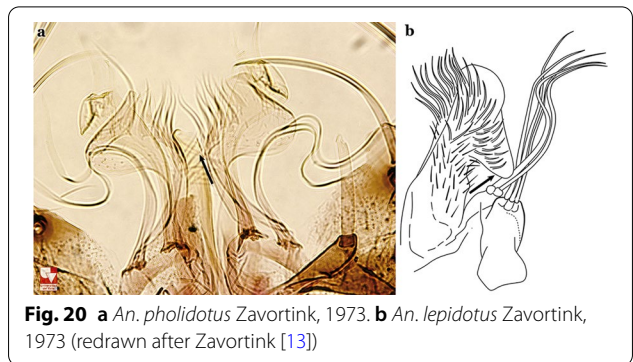 a
b
Fig. 20 a An. pholidotus Zavortink, 1973. b An. lepidotus Zavortink,
1973 (redrawn after Zavortink [13])